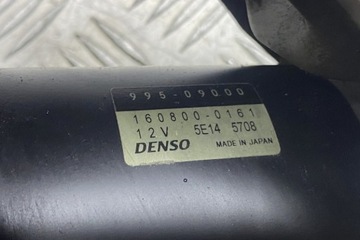 995-09000
160800-0161
12V 5E14 5708
DENSO MADE IN JAPAN